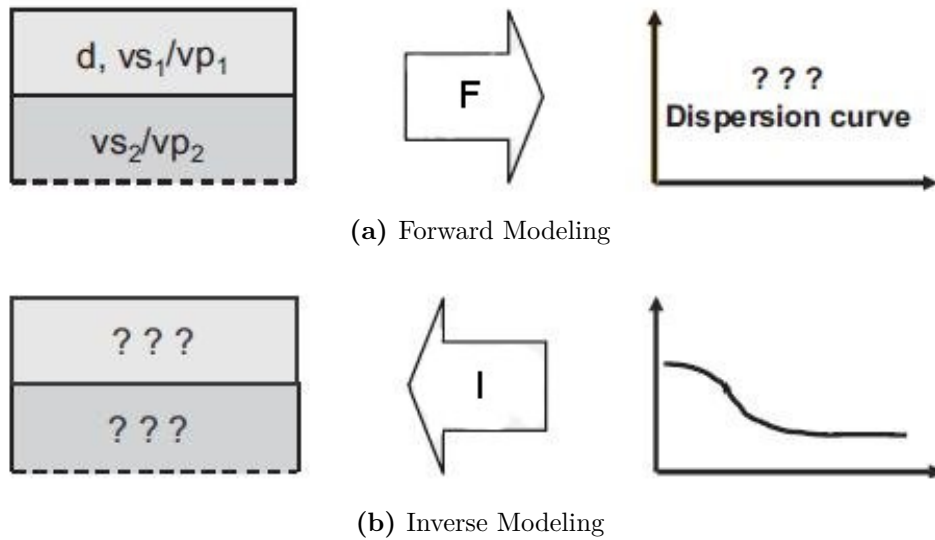 d, vs₁/vp₁
F
? ? ?
Dispersion curve
vs₂/vp₂
(a) Forward Modeling
? ? ?
I
? ? ?
(b) Inverse Modeling